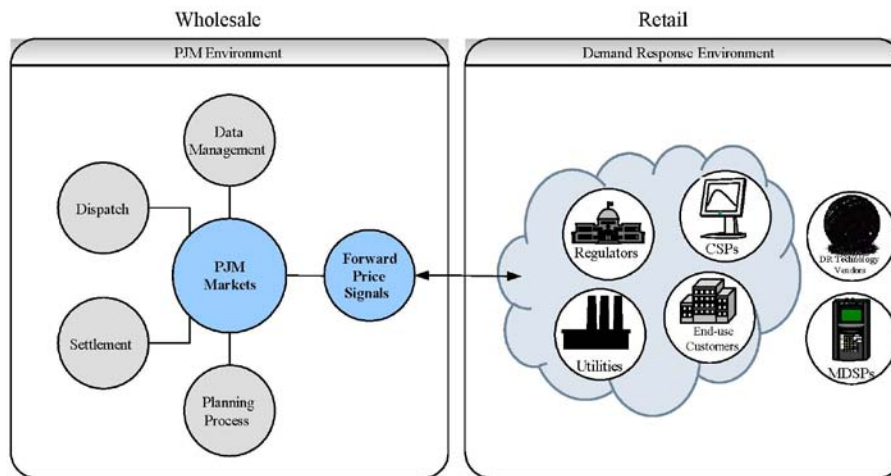 Wholesale
Retail
PJM Environment
Demand Response Environment
Data
Management
Dispatch
PJM
Markets
Forward
Price
Signals
Settlement
Planning
Process
Regulators
CSPs
DR Technology
Vendors
Utilities
End-use
Customers
MDSPs